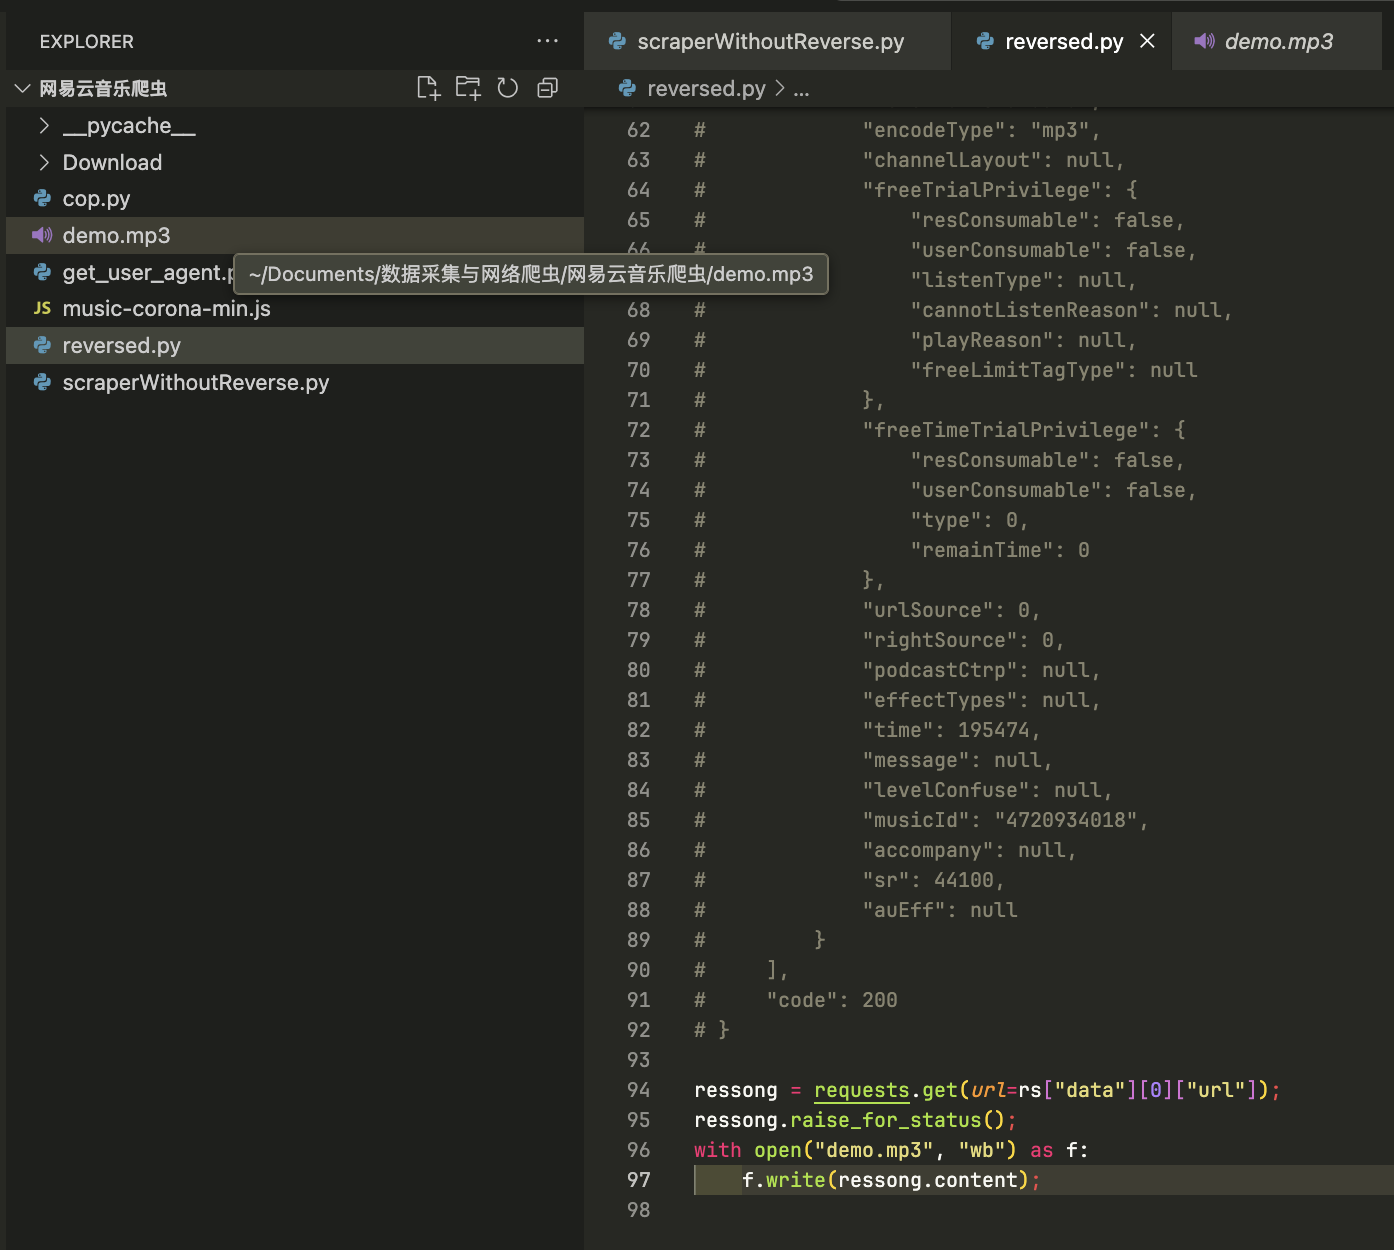 EXPLORER
网易云音乐爬虫
__pycache__
Download
cop.py
demo.mp3
get_user_agent.p
~/Documents/数据采集与网络爬虫/网易云音乐爬虫/demo.mp3
JS music-corona-min.js
reversed.py
scraperWithoutReverse.py
scraperWithoutReverse.py
reversed.py
demo.mp3
reversed.py > ...
62 # "encodeType": "mp3",
63 # "channelLayout": null,
64 # "freeTrialPrivilege": {
65 # "resConsumable": false,
66 # "userConsumable": false,
"listenType": null,
68 # "cannotListenReason": null,
69 # "playReason": null,
70 # "freeLimitTagType": null
71 # },
72 # "freeTimeTrialPrivilege": {
73 # "resConsumable": false,
74 # "userConsumable": false,
75 # "type": 0,
76 # "remainTime": 0
77 # },
78 # "urlSource": 0,
79 # "rightSource": 0,
80 # "podcastCtrp": null,
81 # "effectTypes": null,
82 # "time": 195474,
83 # "message": null,
84 # "levelConfuse": null,
85 # "musicId": "4720934018",
86 # "accompany": null,
87 # "sr": 44100,
88 # "auEff": null
89 # }
90 # ],
91 # "code": 200
92 # }
93
94 ressong = requests.get(url=rs["data"][0]["url"]);
95 ressong.raise_for_status();
96 with open("demo.mp3", "wb") as f:
97 f.write(ressong.content);
98